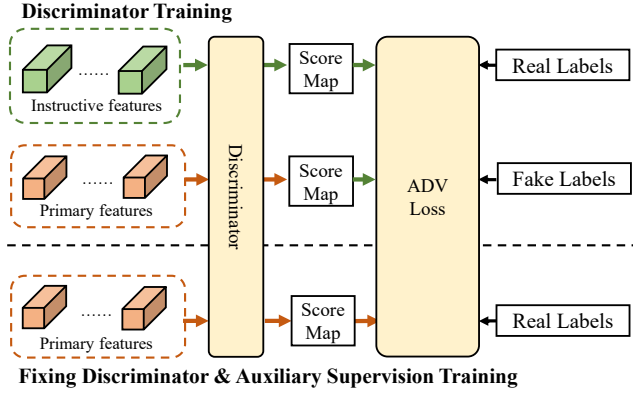 Discriminator Training
......
Instructive features
Score
Map
Real Labels
......
Primary features
Discriminator
Score
Map
ADV
Loss
Fake Labels
......
Primary features
Score
Map
Real Labels
Fixing Discriminator & Auxiliary Supervision Training